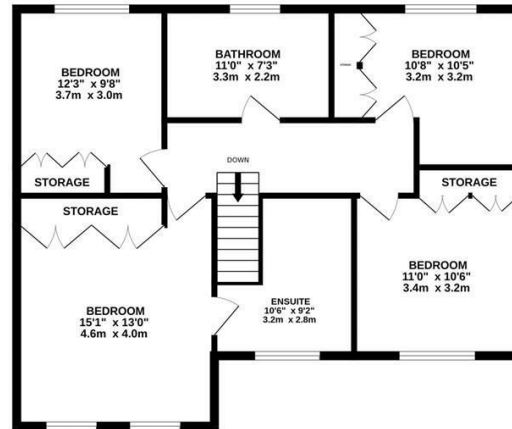 BEDROOM
12'3" x 9'8"
3.7m x 3.0m
BATHROOM
11'0" x 7'3"
3.3m x 2.2m
BEDROOM
10'8" x 10'5"
3.2m x 3.2m
DOWN
STORAGE
STORAGE
STORAGE
BEDROOM
15'1" x 13'0"
4.6m x 4.0m
ENSUITE
10'6" x 9'2"
3.2m x 2.8m
BEDROOM
11'0" x 10'6"
3.4m x 3.2m